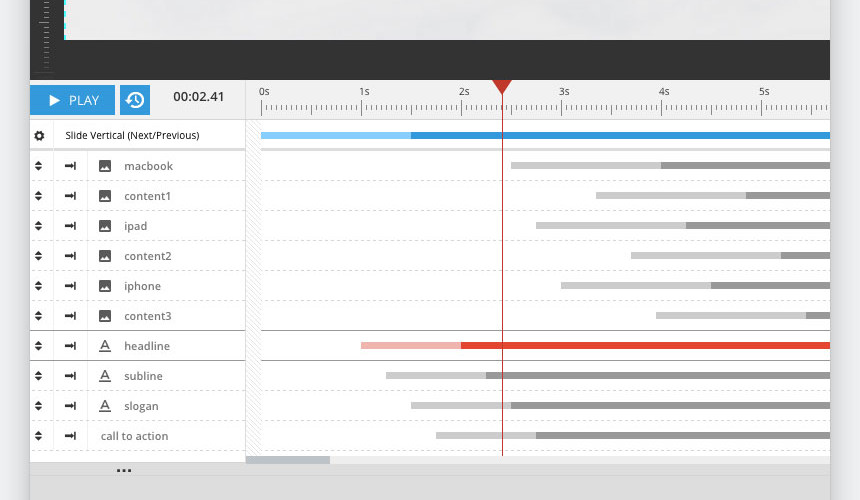 PLAY
00:02.41
0s 1s 2s 3s 4s 5s
Slide Vertical (Next/Previous)
macbook
content1
ipad
content2
iphone
content3
headline
subline
slogan
call to action